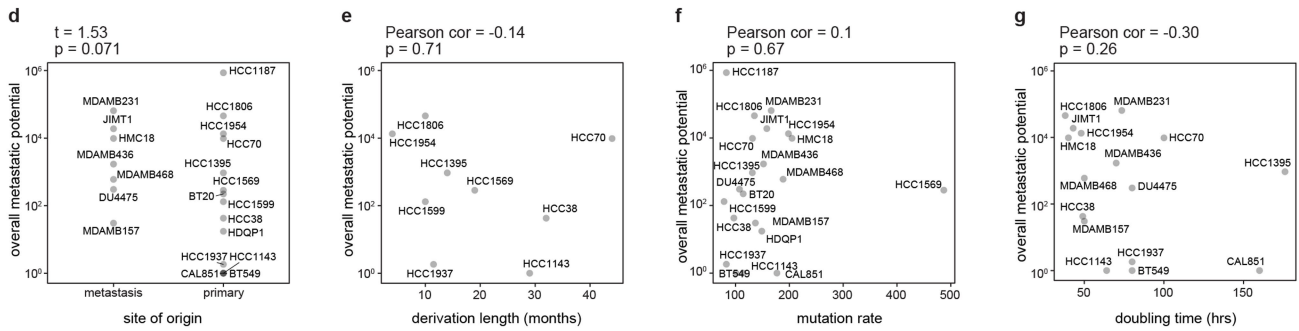 d
t = 1.53
p = 0.071
overall metastatic potential
10⁶
10⁴
10²
10⁰
HCC1187
MDAMB231
HCC1806
JIMT1
HCC1954
HMC18
HCC70
MDAMB436
HCC1395
MDAMB468
HCC1569
DU4475
BT20
HCC1599
HCC38
MDAMB157
HDQP1
HCC1937
HCC1143
CAL851
BT549
metastasis
primary
site of origin
e
Pearson cor = -0.14
p = 0.71
overall metastatic potential
10⁶
10⁴
10²
10⁰
HCC1806
HCC1954
HCC70
HCC1395
HCC1569
HCC1599
HCC38
HCC1937
HCC1143
10
20
30
40
derivation length (months)
f
Pearson cor = 0.1
p = 0.67
overall metastatic potential
10⁶
10⁴
10²
10⁰
HCC1187
HCC1806
MDAMB231
JIMT1
HCC1954
HCC70
HMC18
MDAMB436
HCC1395
MDAMB468
DU4475
BT20
HCC1569
HCC1599
HCC38
MDAMB157
HDQP1
HCC1937
HCC1143
BT549
CAL851
100
200
300
400
500
mutation rate
g
Pearson cor = -0.30
p = 0.26
overall metastatic potential
10⁶
10⁴
10²
10⁰
HCC1806
MDAMB231
JIMT1
HCC1954
HMC18
HCC70
MDAMB436
HCC1395
MDAMB468
DU4475
HCC38
MDAMB157
HCC1937
HCC1143
BT549
CAL851
50
100
150
doubling time (hrs)